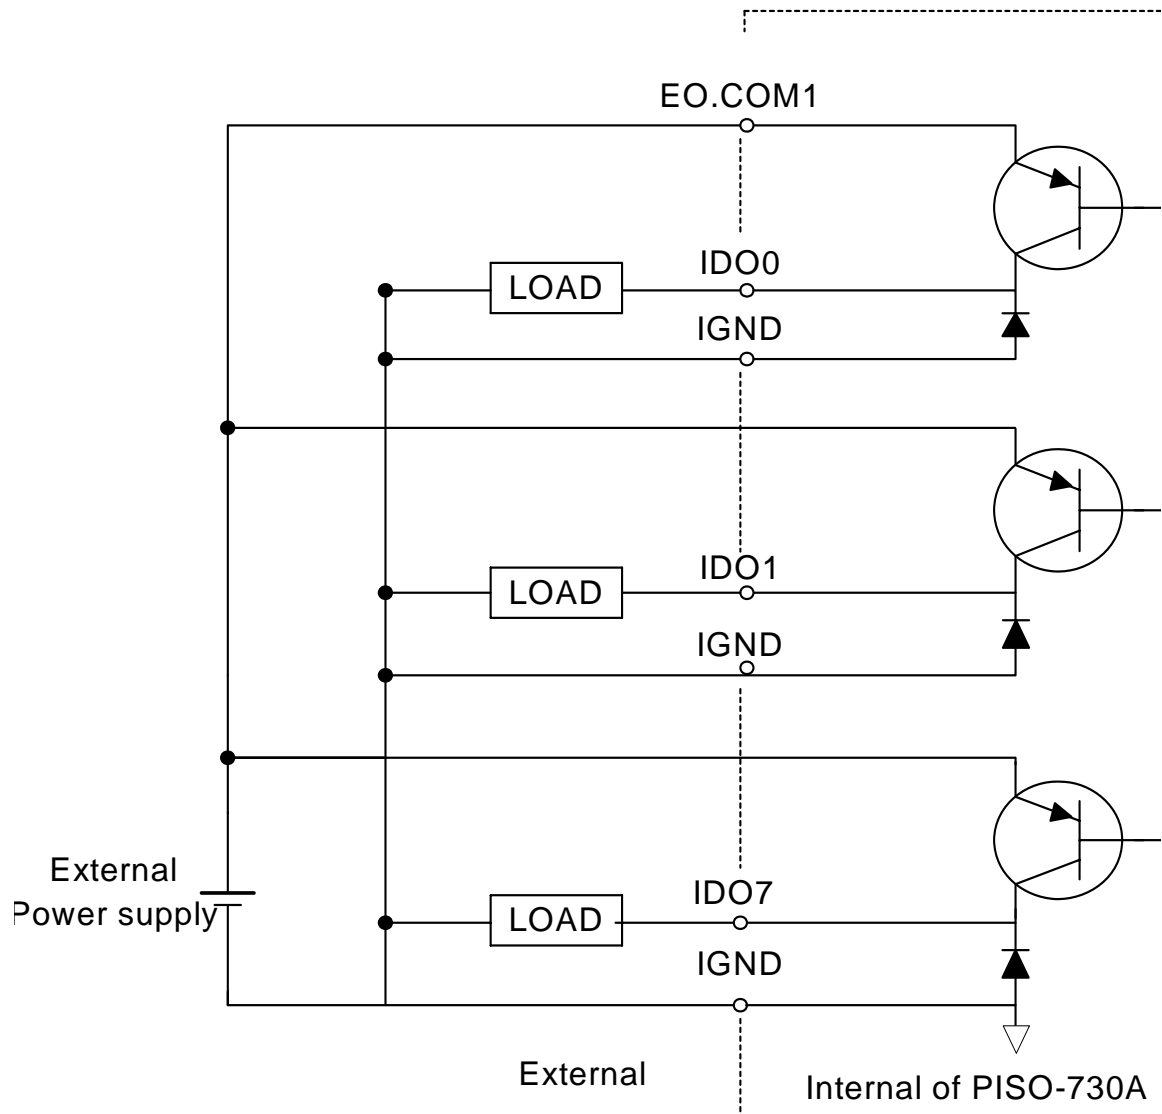 EO.COM1
IDO0
LOAD
IGND
IDO1
LOAD
IGND
External
Power supply
IDO7
LOAD
IGND
External
Internal of PISO-730A